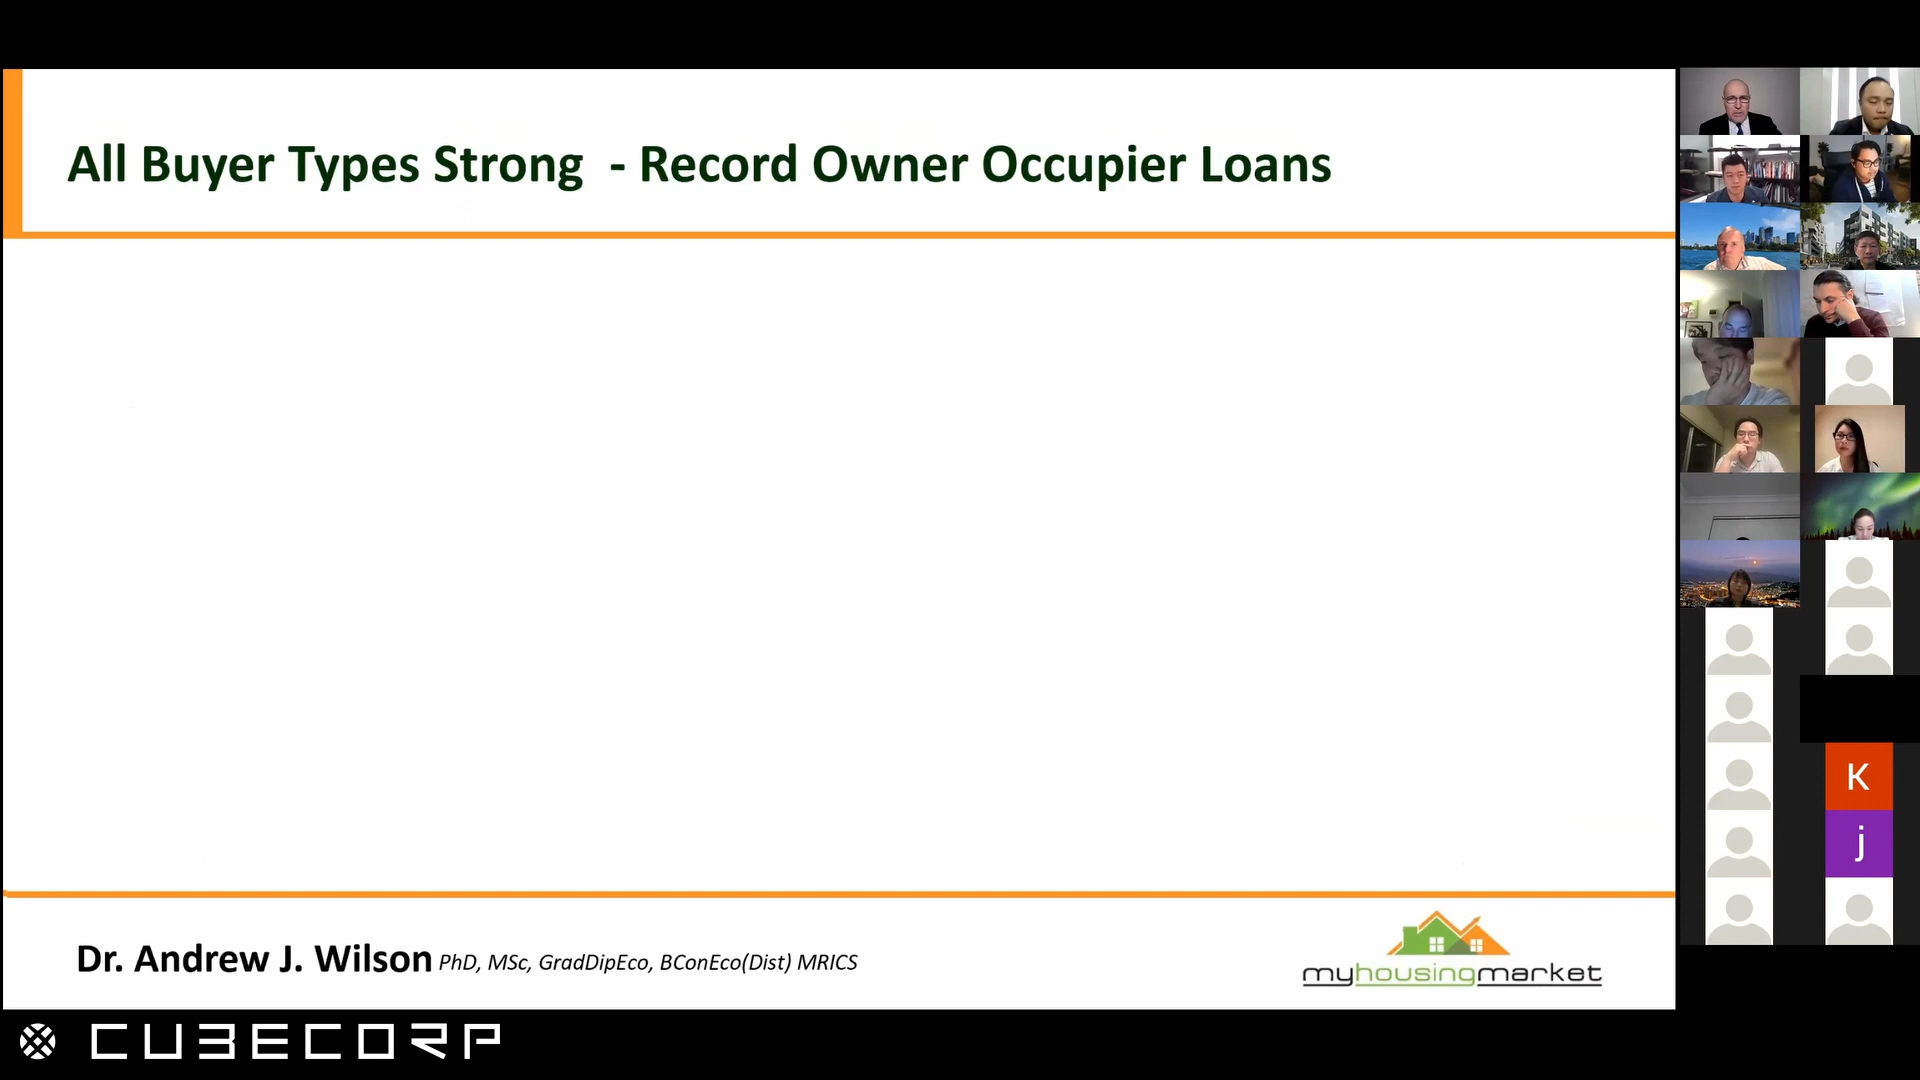 All Buyer Types Strong  - Record Owner Occupier Loans
K
j
Dr. Andrew J. Wilson PhD, MSc, GradDipEco, BConEco(Dist) MRICS
myhousingmarket
CUBECORP